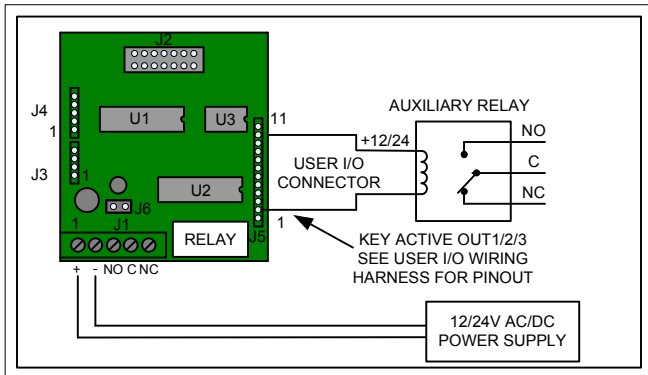 J2
J4
U1
U3
11
1
J3
1
U2
J6
1
J1
RELAY
J5
1
+ - NO C NC
USER I/O
CONNECTOR
+12/24
AUXILIARY RELAY
NO
C
NC
KEY ACTIVE OUT1/2/3
SEE USER I/O WIRING
HARNESS FOR PINOUT
12/24V AC/DC
POWER SUPPLY